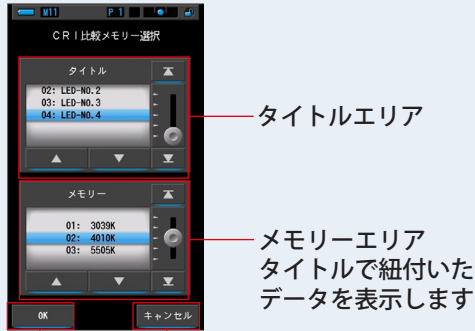 M11 P 1
CRI比較メモリー選択
タイトル
02: LED-NO.2
03: LED-NO.3
04: LED-NO.4
タイトルエリア
メモリー
01: 3039K
02: 4010K
03: 5505K
メモリーエリア
タイトルで紐付いた
データを表示します
OK
キャンセル